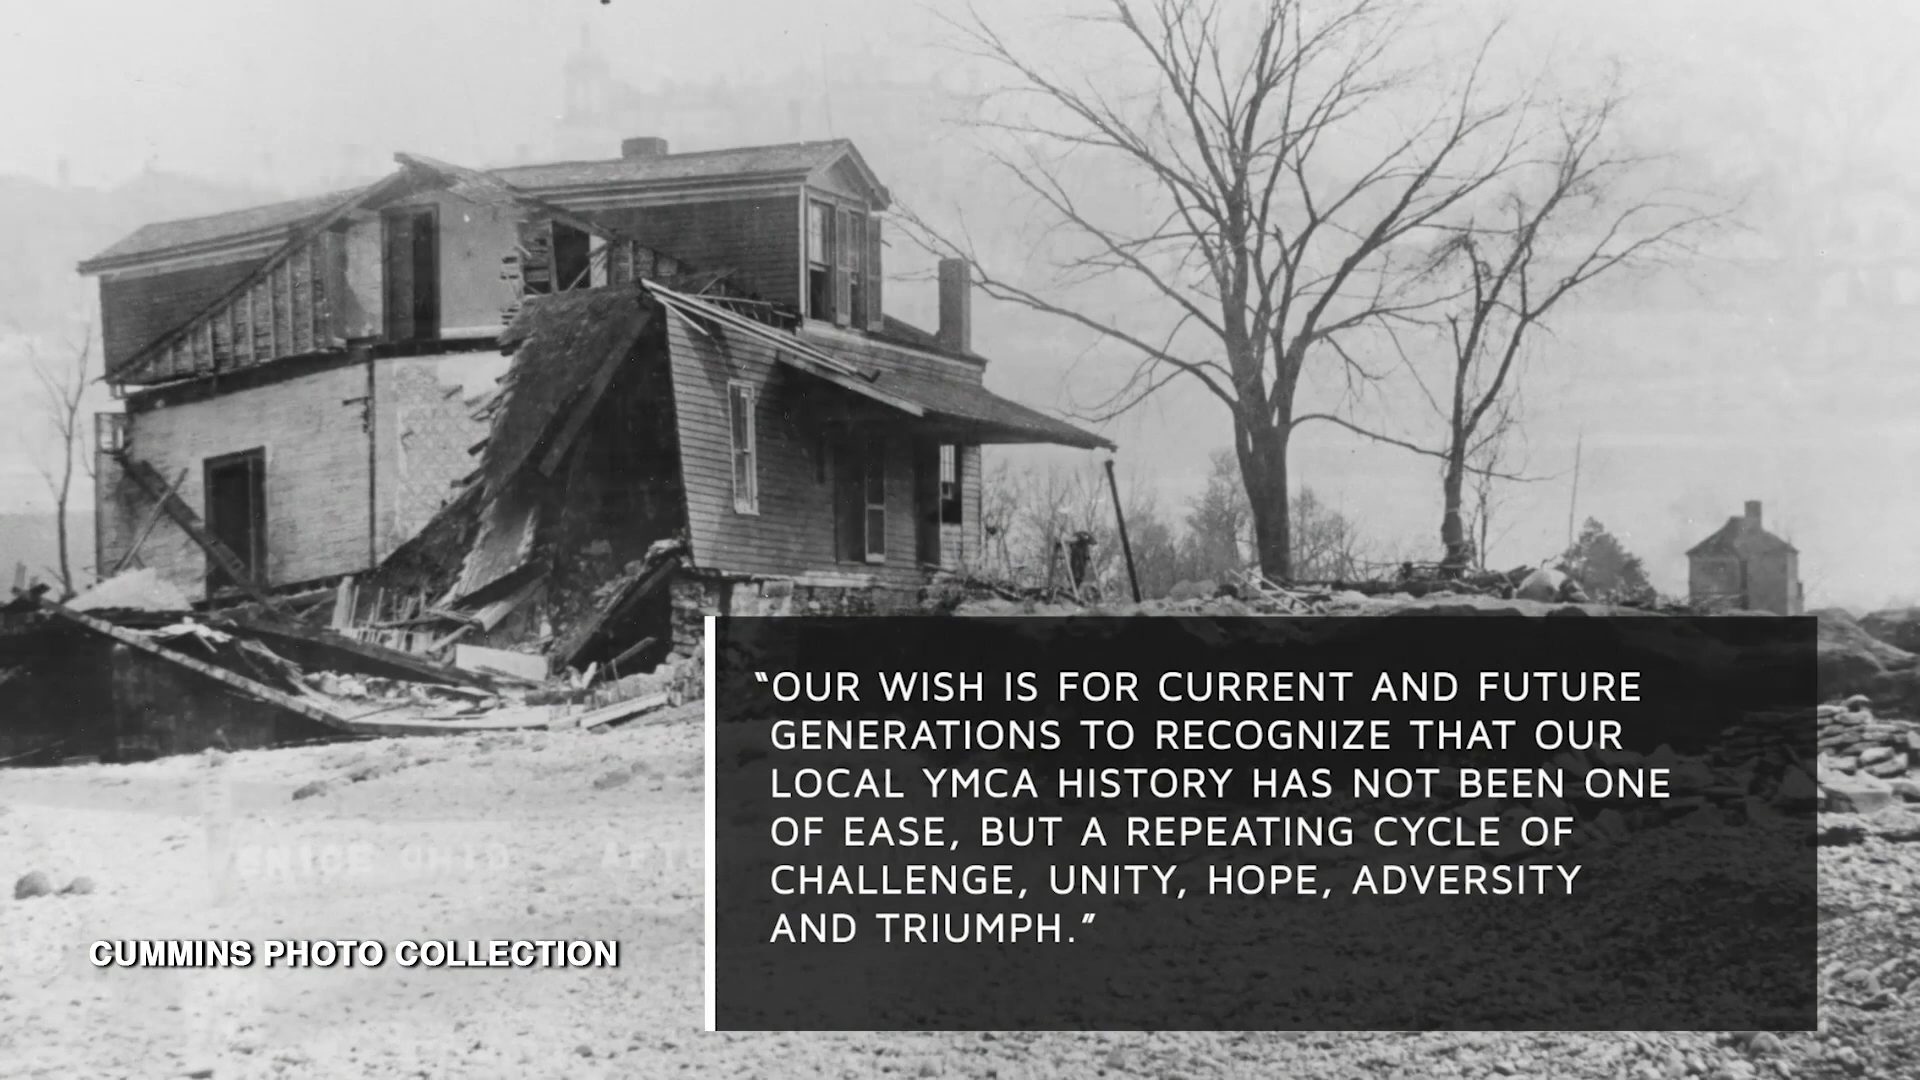 “OUR WISH IS FOR CURRENT AND FUTURE
GENERATIONS TO RECOGNIZE THAT OUR
LOCAL YMCA HISTORY HAS NOT BEEN ONE
OF EASE, BUT A REPEATING CYCLE OF
CHALLENGE, UNITY, HOPE, ADVERSITY
AND TRIUMPH.”
CUMMINS PHOTO COLLECTION